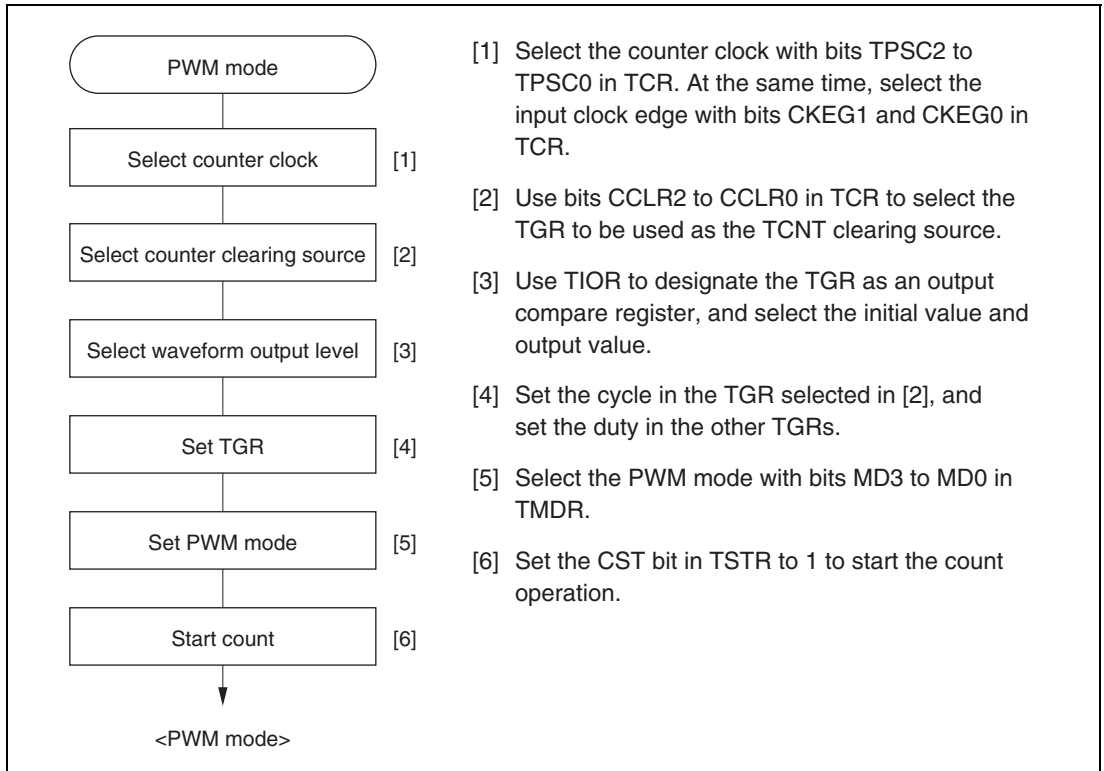 PWM mode
Select counter clock [1]
Select counter clearing source [2]
Select waveform output level [3]
Set TGR [4]
Set PWM mode [5]
Start count [6]
<PWM mode>
[1] Select the counter clock with bits TPSC2 to
TPSC0 in TCR. At the same time, select the
input clock edge with bits CKEG1 and CKEG0 in
TCR.
[2] Use bits CCLR2 to CCLR0 in TCR to select the
TGR to be used as the TCNT clearing source.
[3] Use TIOR to designate the TGR as an output
compare register, and select the initial value and
output value.
[4] Set the cycle in the TGR selected in [2], and
set the duty in the other TGRs.
[5] Select the PWM mode with bits MD3 to MD0 in
TMDR.
[6] Set the CST bit in TSTR to 1 to start the count
operation.